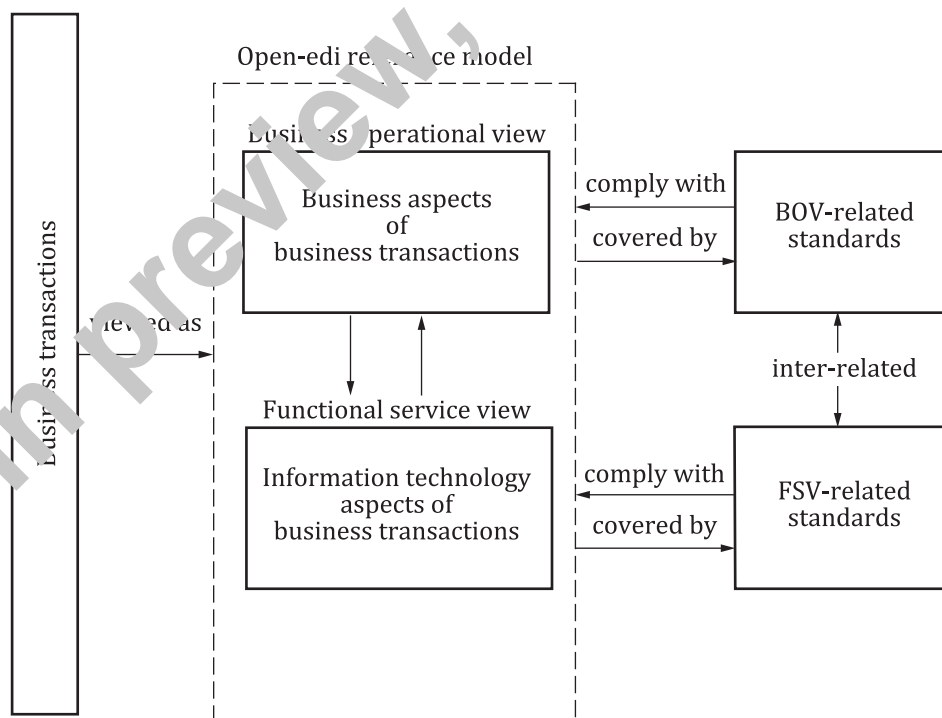 Open-edi reference model
Business operational view
Business aspects
of
business transactions
comply with
covered by
BOV-related
standards
Business transactions
viewed as
inter-related
Functional service view
Information technology
aspects of
business transactions
comply with
covered by
FSV-related
standards
n preview,